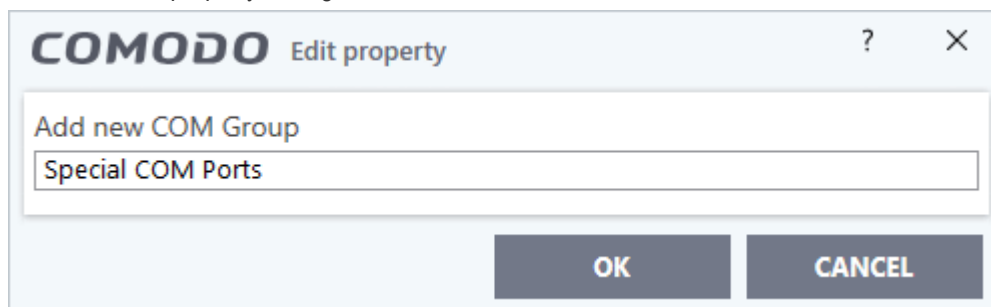 COMODO Edit property ? X
Add new COM Group
Special COM Ports
OK CANCEL